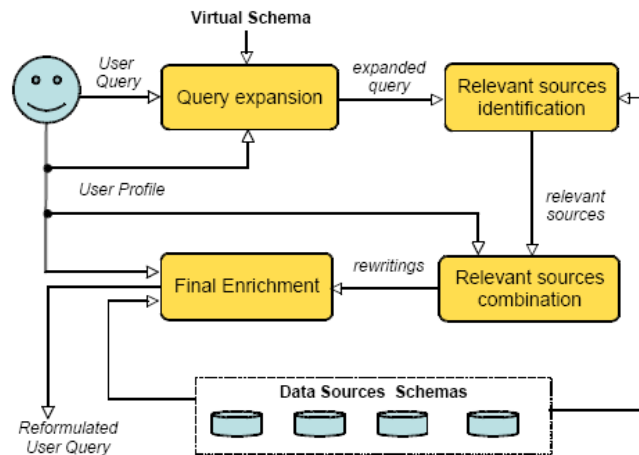 Virtual Schema
User
Query
Query expansion
expanded
query
Relevant sources
identification
User Profile
relevant
sources
Final Enrichment
rewritings
Relevant sources
combination
Data Sources Schemas
Reformulated
User Query